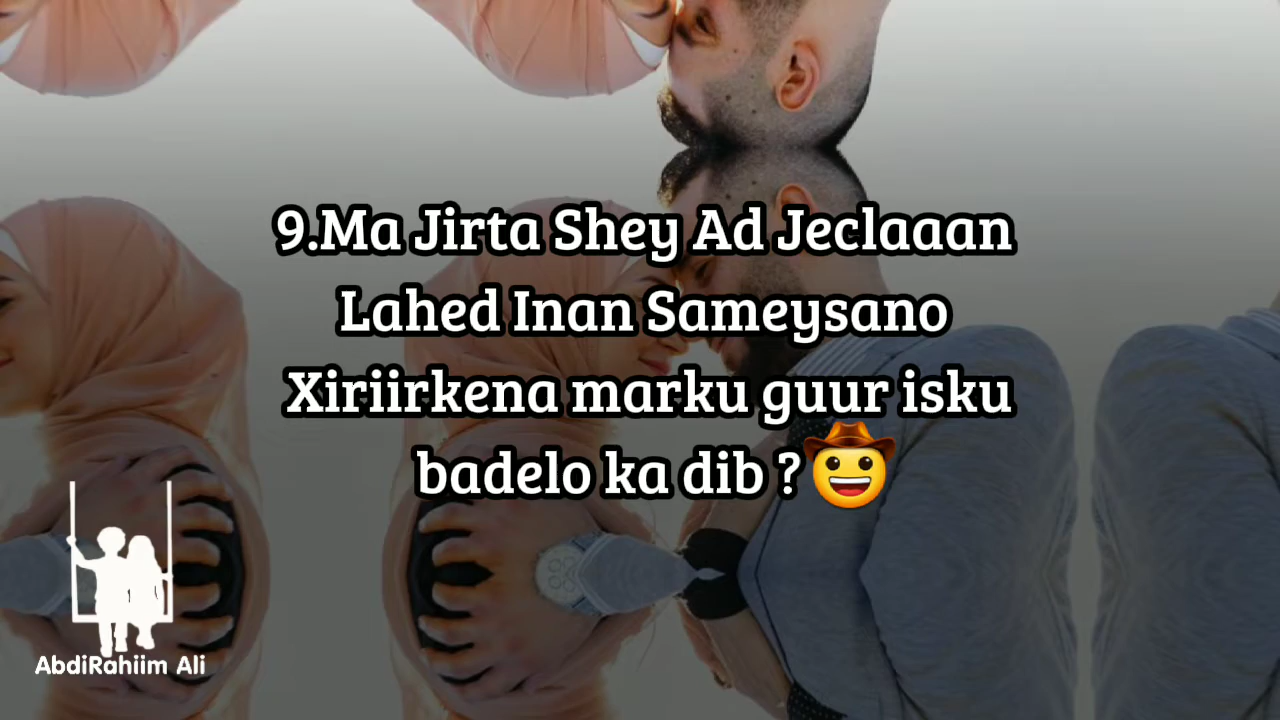 9.Ma Jirta Shey Ad Jeclaaan
Lahed Inan Sameysano
Xiriirkena marku guur isku
badelo ka dib ?🤠
AbdiRahiim Ali